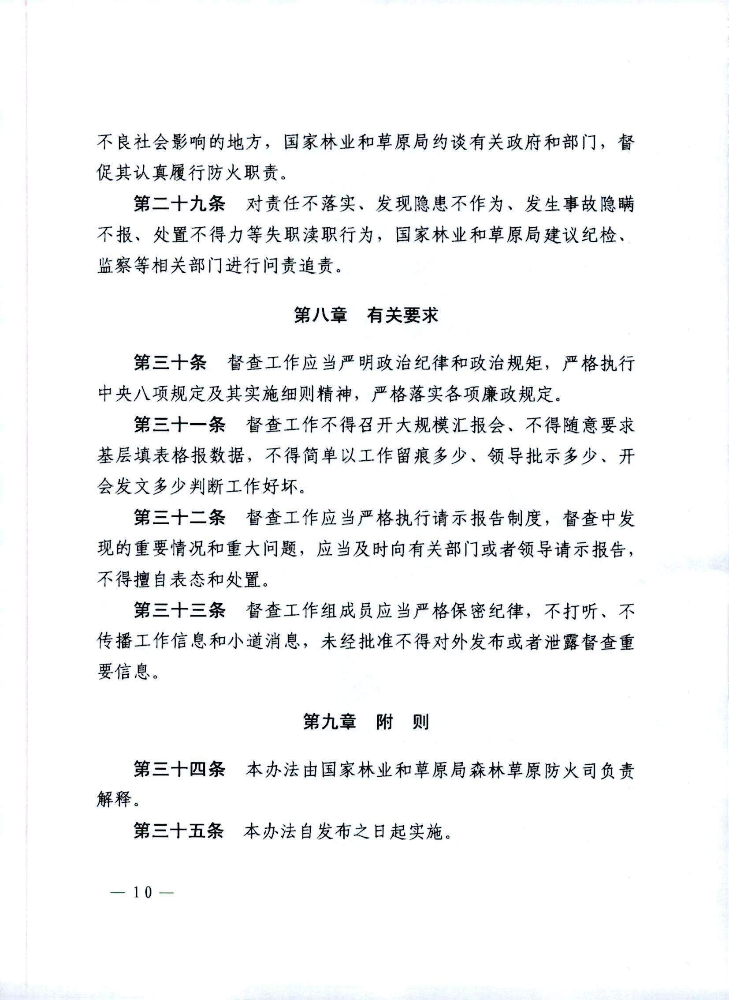 不良社会影响的地方，国家林业和草原局约谈有关政府和部门，督
促其认真履行防火职责。
第二十九条　对责任不落实、发现隐患不作为、发生事故隐瞒
不报、处置不得力等失职渎职行为，国家林业和草原局建议纪检、
监察等相关部门进行问责追责。
第八章　有关要求
第三十条　督查工作应当严明政治纪律和政治规矩，严格执行
中央八项规定及其实施细则精神，严格落实各项廉政规定。
第三十一条　督查工作不得召开大规模汇报会、不得随意要求
基层填表格报数据，不得简单以工作留痕多少、领导批示多少、开
会发文多少判断工作好坏。
第三十二条　督查工作应当严格执行请示报告制度，督查中发
现的重要情况和重大问题，应当及时向有关部门或者领导请示报告，
不得擅自表态和处置。
第三十三条　督查工作组成员应当严格保密纪律，不打听、不
传播工作信息和小道消息，未经批准不得对外发布或者泄露督查重
要信息。
第九章　附　则
第三十四条　本办法由国家林业和草原局森林草原防火司负责
解释。
第三十五条　本办法自发布之日起实施。
— 10 —